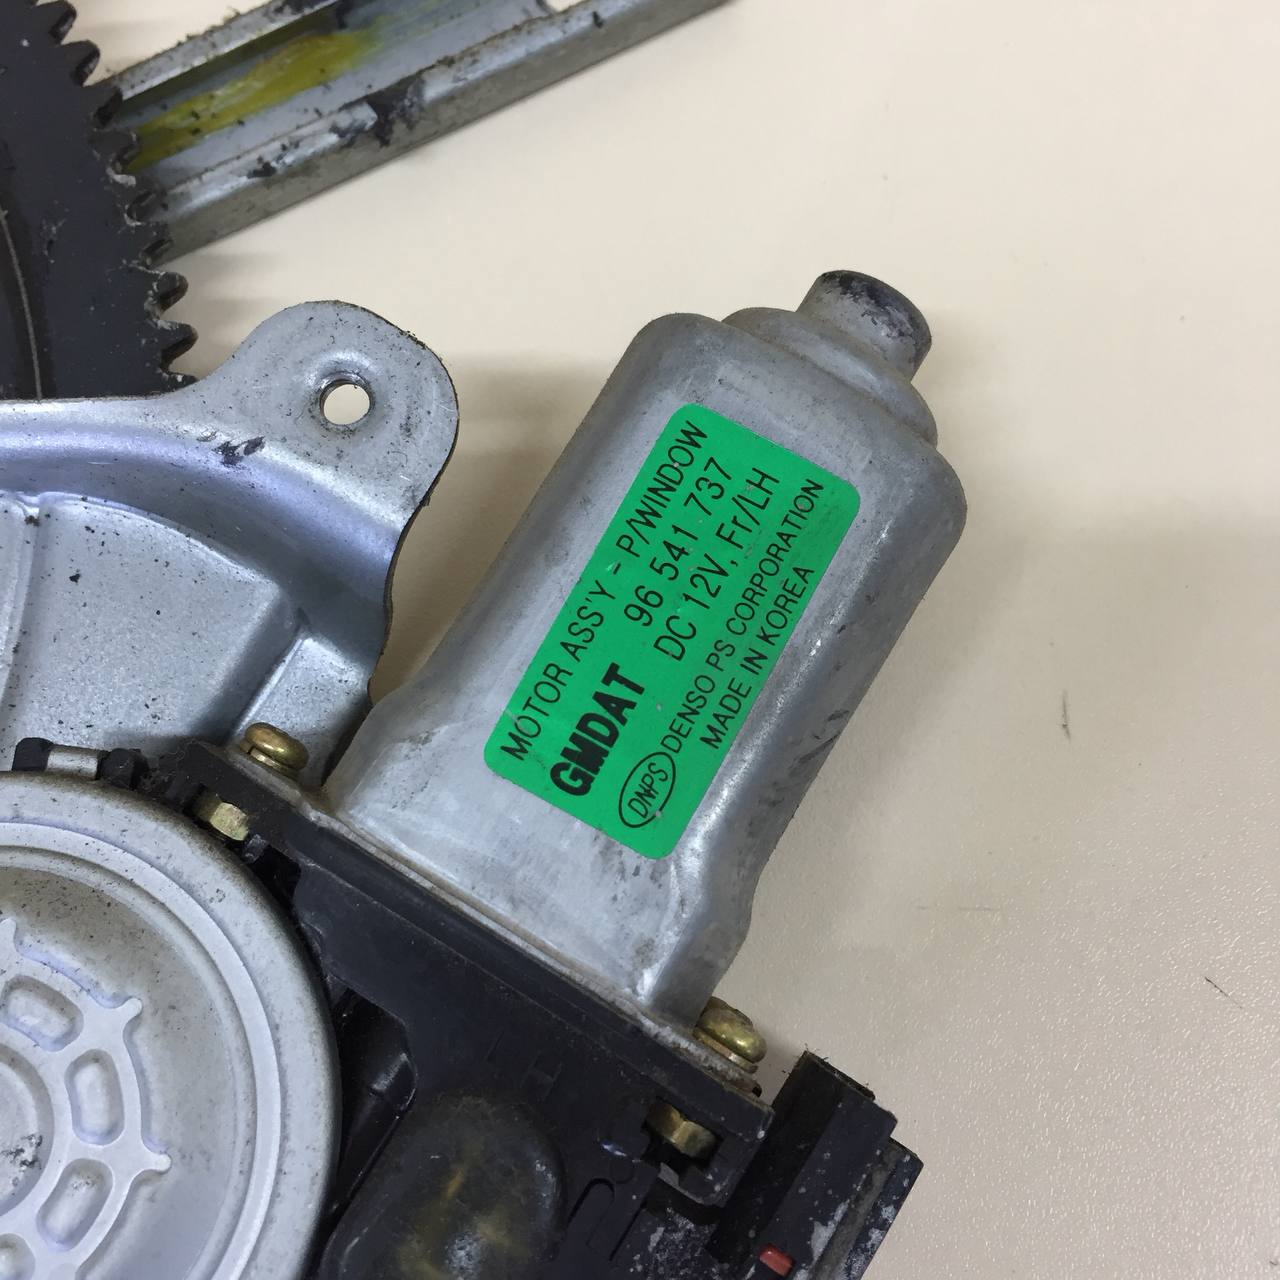 MOTOR ASS'Y - P/WINDOW
GMDAT 96 541 737
DC 12V, Fr/LH
DNPS DENSO PS CORPORATION
MADE IN KOREA